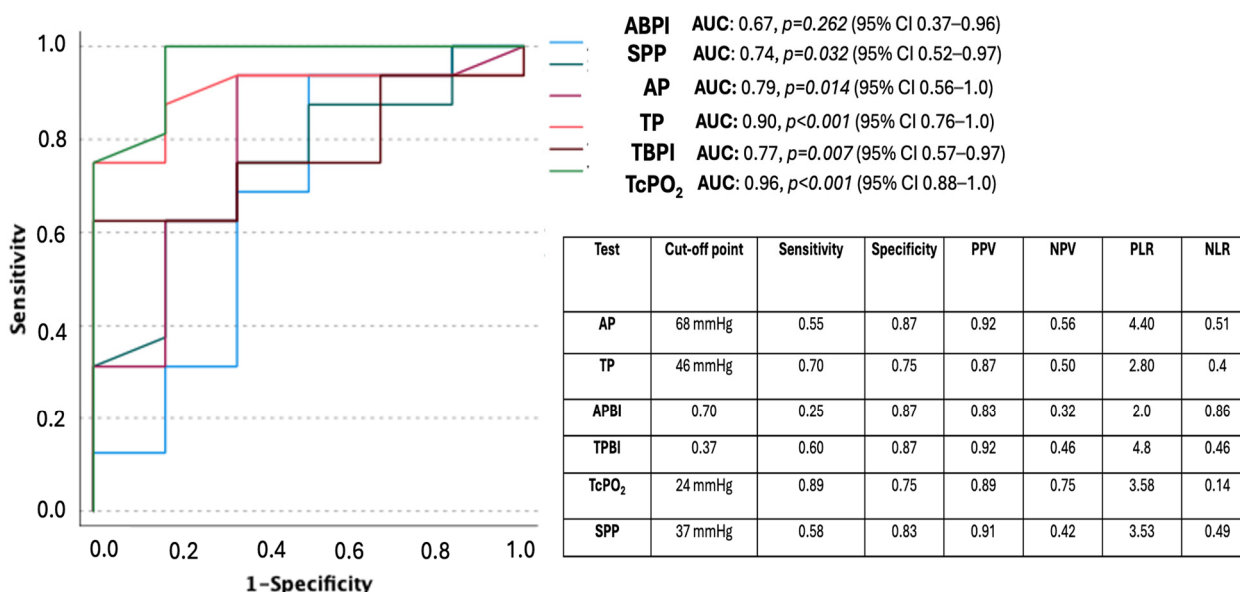 ABPI AUC: 0.67, p=0.262 (95% CI 0.37–0.96)
SPP AUC: 0.74, p=0.032 (95% CI 0.52–0.97)
AP AUC: 0.79, p=0.014 (95% CI 0.56–1.0)
TP AUC: 0.90, p<0.001 (95% CI 0.76–1.0)
TBPI AUC: 0.77, p=0.007 (95% CI 0.57–0.97)
TcPO₂ AUC: 0.96, p<0.001 (95% CI 0.88–1.0)
1.0
0.8
0.6
0.4
0.2
0.0
Sensitivity
0.0 0.2 0.4 0.6 0.8 1.0
1-Specificity
Test Cut-off point Sensitivity Specificity PPV NPV PLR NLR
AP 68 mmHg 0.55 0.87 0.92 0.56 4.40 0.51
TP 46 mmHg 0.70 0.75 0.87 0.50 2.80 0.4
APBI 0.70 0.25 0.87 0.83 0.32 2.0 0.86
TPBI 0.37 0.60 0.87 0.92 0.46 4.8 0.46
TcPO₂ 24 mmHg 0.89 0.75 0.89 0.75 3.58 0.14
SPP 37 mmHg 0.58 0.83 0.91 0.42 3.53 0.49